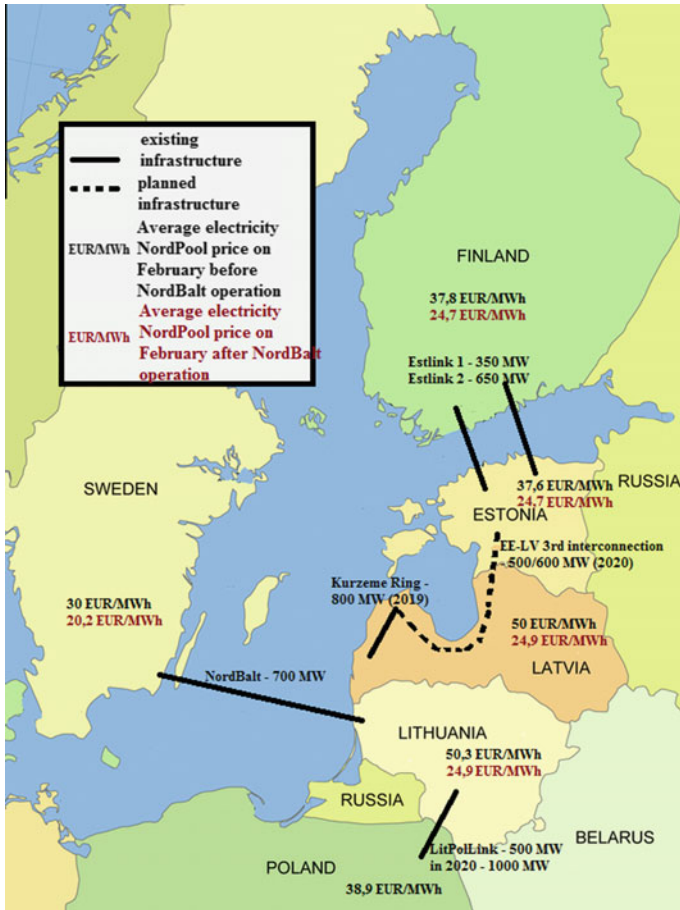 existing
infrastructure
planned
infrastructure
Average electricity
EUR/MWh NordPool price on
February before
NordBalt operation
Average electricity
EUR/MWh NordPool price on
February after NordBalt
operation
FINLAND
37,8 EUR/MWh
24,7 EUR/MWh
Estlink 1 - 350 MW
Estlink 2 - 650 MW
SWEDEN
30 EUR/MWh
20,2 EUR/MWh
37,6 EUR/MWh
24,7 EUR/MWh
ESTONIA
RUSSIA
EE-LV 3rd interconnection
- 500/600 MW (2020)
Kurzeme Ring -
800 MW (2019)
50 EUR/MWh
24,9 EUR/MWh
LATVIA
NordBalt - 700 MW
LITHUANIA
50,3 EUR/MWh
24,9 EUR/MWh
RUSSIA
BELARUS
LitPolLink - 500 MW
in 2020 - 1000 MW
POLAND
38,9 EUR/MWh